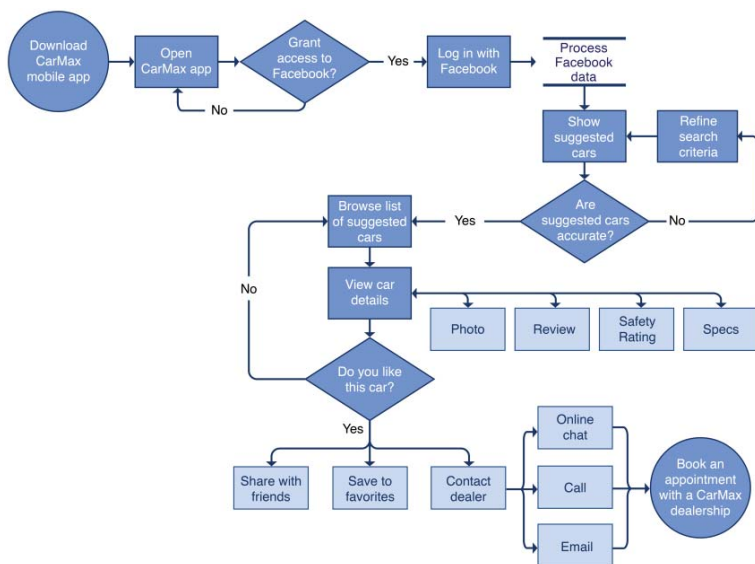 Download
CarMax
mobile app
Open
CarMax app
Grant
access to
Facebook?
Yes
No
Log in with
Facebook
Process
Facebook
data
Show
suggested
cars
Refine
search
criteria
Are
suggested cars
accurate?
Yes
No
Browse list
of suggested
cars
No
View car
details
Photo
Review
Safety
Rating
Specs
Do you like
this car?
Yes
Share with
friends
Save to
favorites
Contact
dealer
Online
chat
Call
Email
Book an
appointment
with a CarMax
dealership